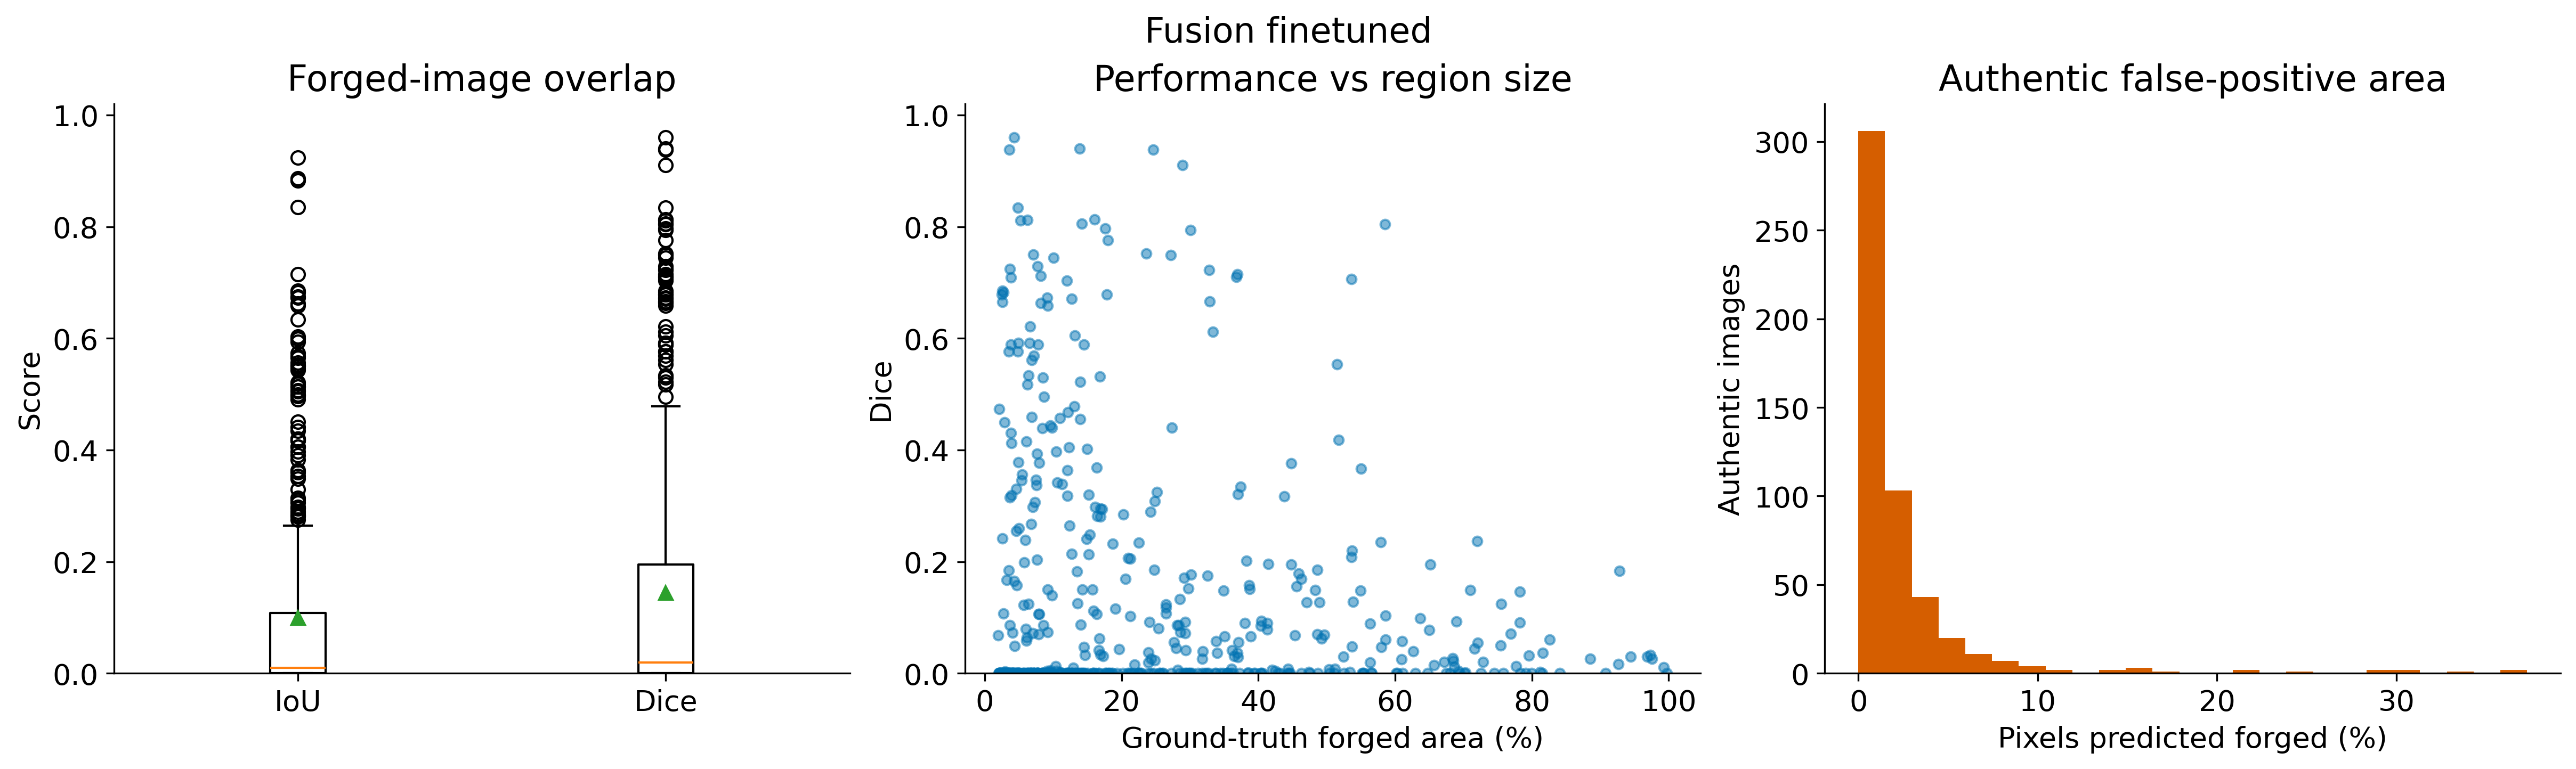 Fusion finetuned
Forged-image overlap
Score
1.0
0.8
0.6
0.4
0.2
0.0
IoU Dice
Performance vs region size
Dice
1.0
0.8
0.6
0.4
0.2
0.0
0 20 40 60 80 100
Ground-truth forged area (%)
Authentic false-positive area
Authentic images
300
250
200
150
100
50
0
0 10 20 30
Pixels predicted forged (%)